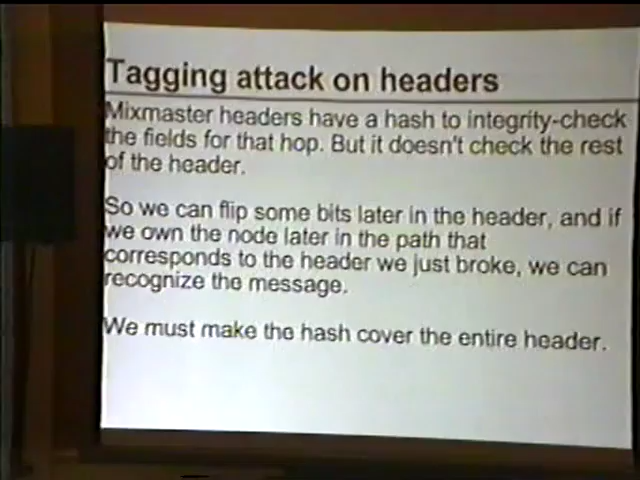 Tagging attack on headers
Mixmaster headers have a hash to integrity-check
the fields for that hop. But it doesn't check the rest
of the header.
So we can flip some bits later in the header, and if
we own the node later in the path that
corresponds to the header we just broke, we can
recognize the message.
We must make the hash cover the entire header.